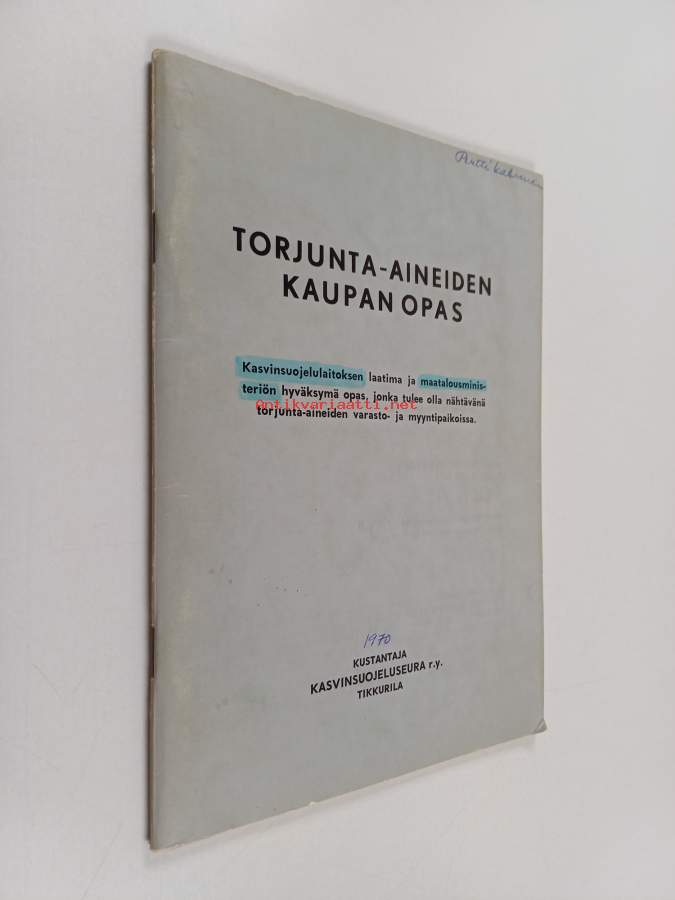 Pertti
TORJUNTA-AINEIDEN
KAUPAN OPAS
Kasvinsuojelulaitoksen laatima ja maatalousminis-
teriön hyväksymä opas, jonka tulee olla nähtävänä
antikvariaatti.net
torjunta-aineiden varasto- ja myyntipaikoissa.
1970
KUSTANTAJA
KASVINSUOJELUSEURA r.y.
TIKKURILA